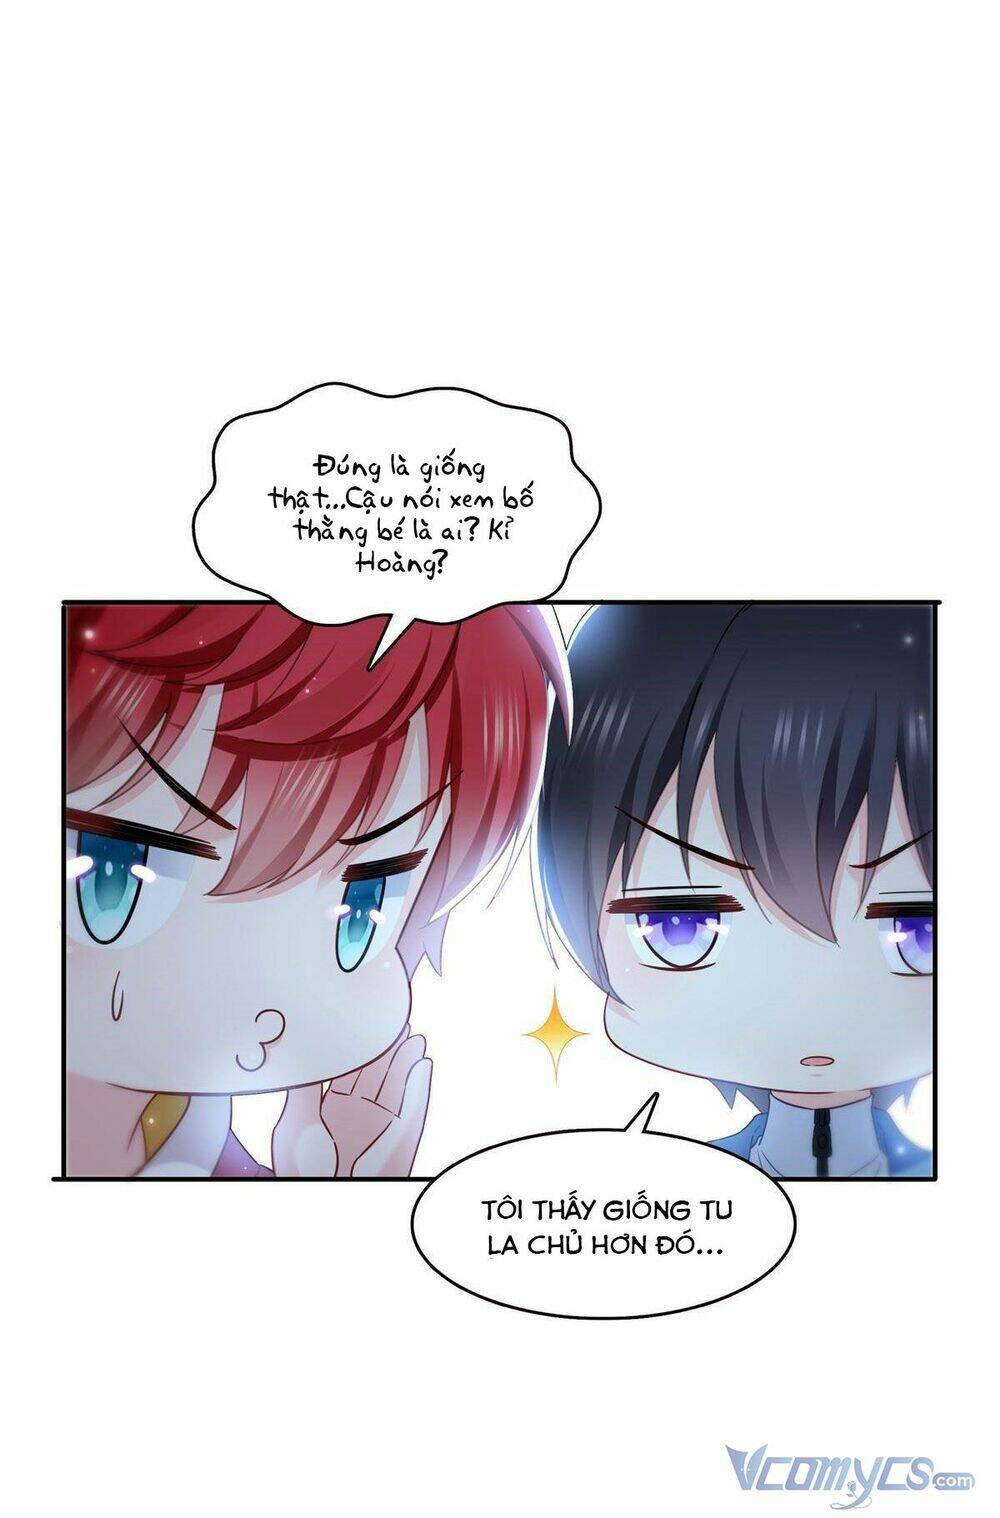 Đúng là giống
thật...Cậu nói xem bố
thằng bé là ai? Kỉ
Hoàng?
TÔI THẤY GIỐNG TU
LA CHỦ HƠN ĐÓ...
VCOMYCS.com